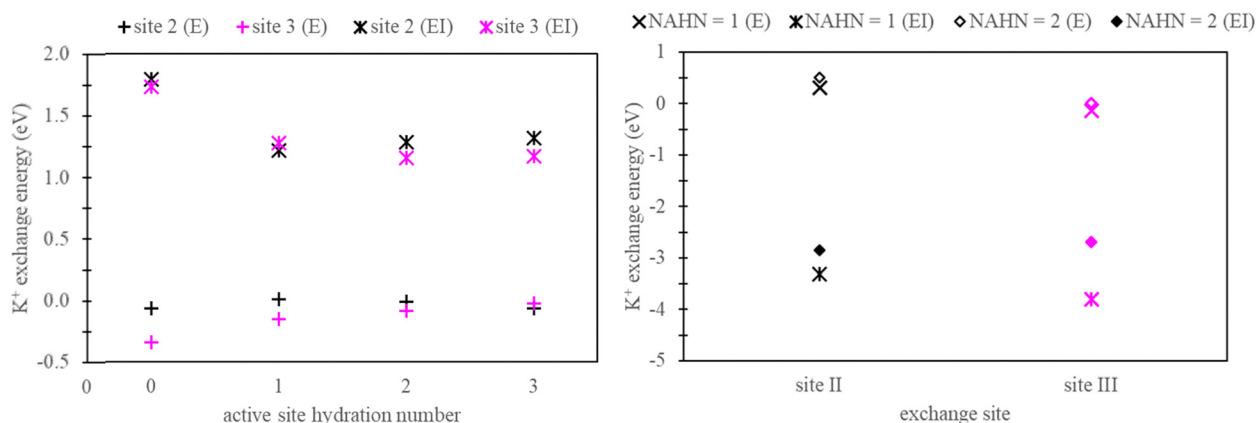 site 2 (E) site 3 (E) site 2 (EI) site 3 (EI)
K⁺ exchange energy (eV)
2.0
1.5
1.0
0.5
0.0
-0.5
0 0 1 2 3
active site hydration number
NAHN = 1 (E) NAHN = 1 (EI) NAHN = 2 (E) NAHN = 2 (EI)
K⁺ exchange energy (eV)
1
0
-1
-2
-3
-4
-5
site II site III
exchange site